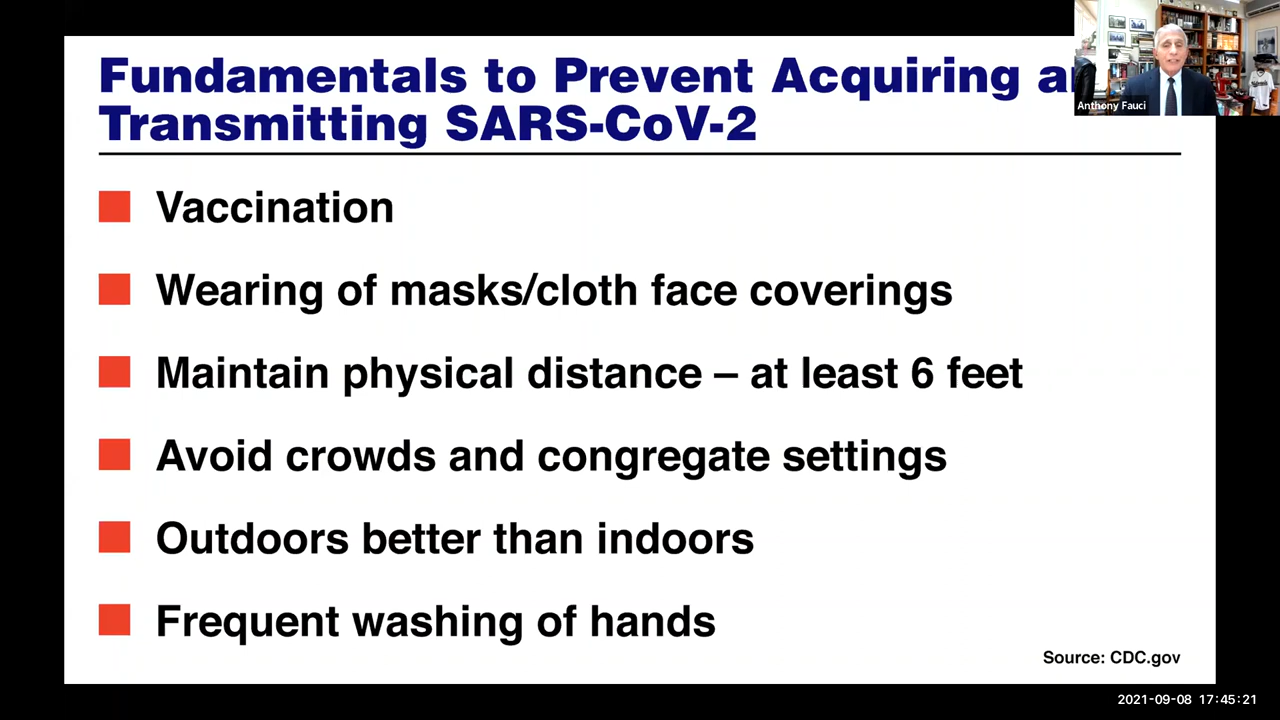 Fundamentals to Prevent Acquiring
Transmitting SARS-CoV-2
Anthony Fauci
Vaccination
Wearing of masks/cloth face coverings
Maintain physical distance – at least 6 feet
Avoid crowds and congregate settings
Outdoors better than indoors
Frequent washing of hands
Source: CDC.gov
2021-09-08 17:45:21